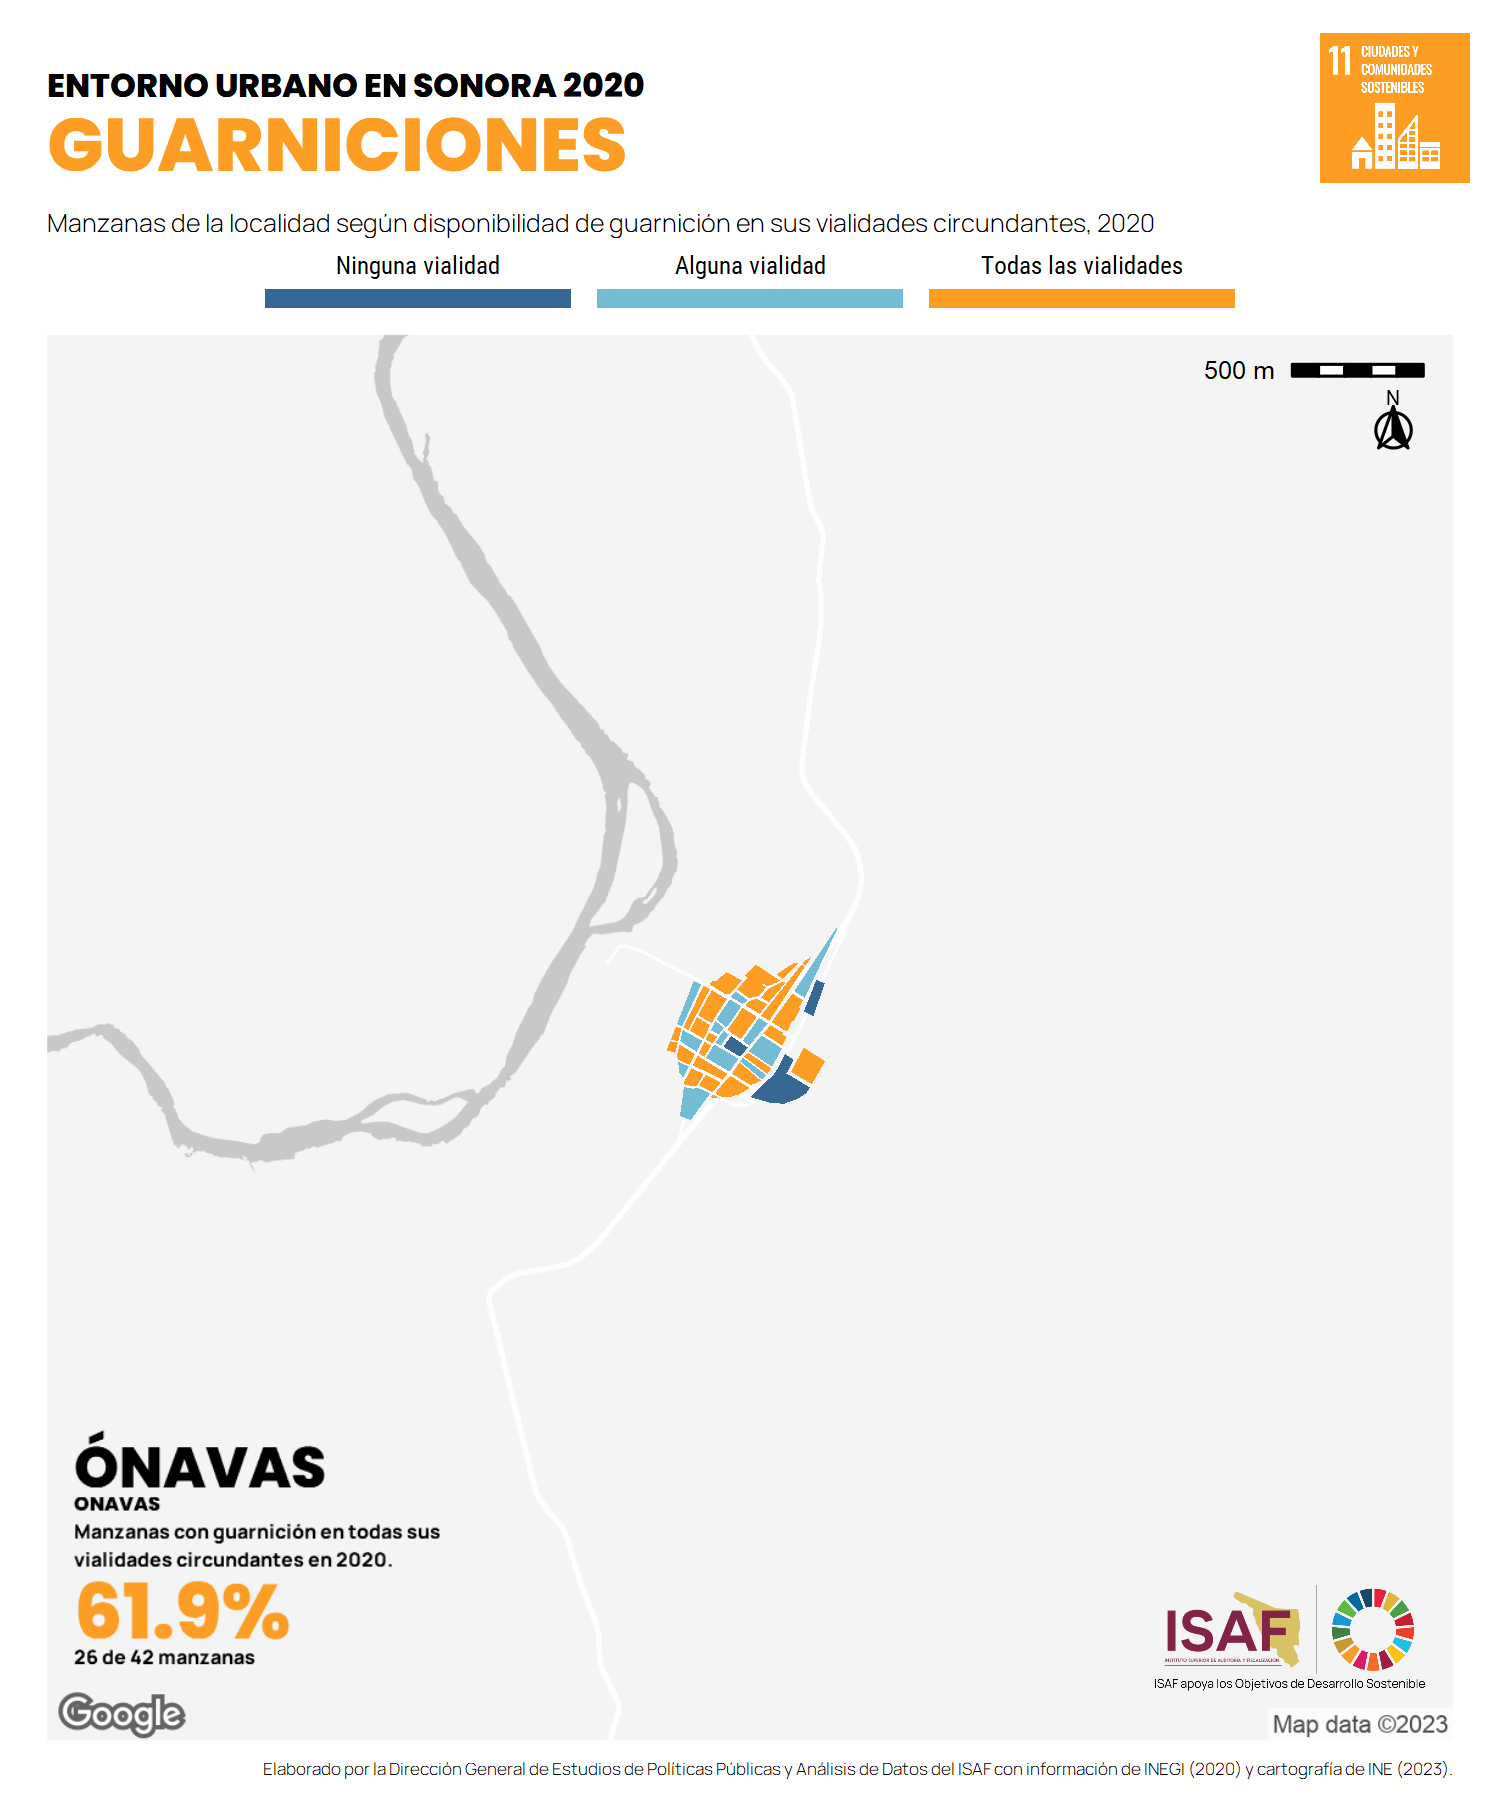 ENTORNO URBANO EN SONORA 2020
GUARNICIONES
11 CIUDADES Y
COMUNIDADES
SOSTENIBLES
Manzanas de la localidad según disponibilidad de guarnición en sus vialidades circundantes, 2020
Ninguna vialidad
Alguna vialidad
Todas las vialidades
500 m
N
ÓNAVAS
ONAVAS
Manzanas con guarnición en todas sus
vialidades circundantes en 2020.
61.9%
26 de 42 manzanas
Google
ISAF
INSTITUTO SUPERIOR DE AUDITORÍA Y FISCALIZACIÓN
ISAF apoya los Objetivos de Desarrollo Sostenible
Map data ©2023
Elaborado por la Dirección General de Estudios de Políticas Públicas y Análisis de Datos del ISAF con información de INEGI (2020) y cartografía de INE (2023).